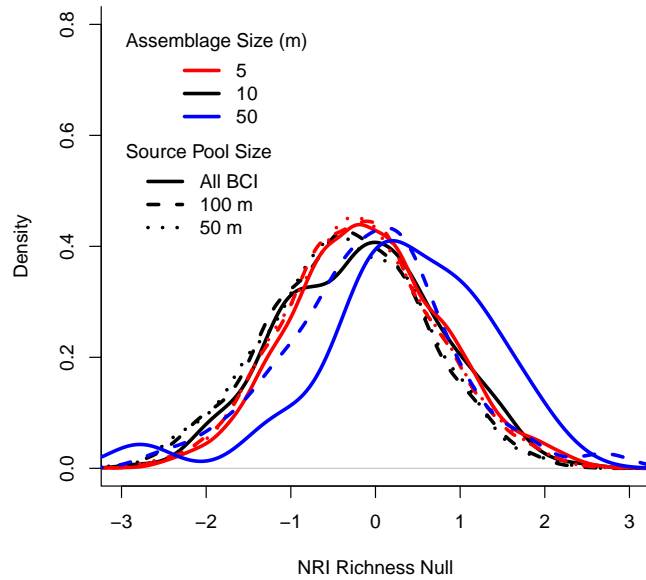 Assemblage Size (m)
5
10
50
Source Pool Size
All BCI
100 m
50 m
Density
0.0
0.2
0.4
0.6
0.8
−3
−2
−1
0
1
2
3
NRI Richness Null